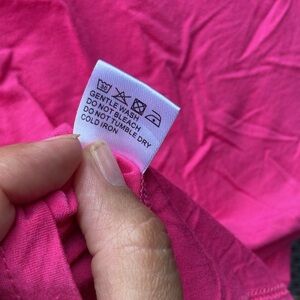 GENTLE WASH
DO NOT BLEACH
DO NOT TUMBLE DRY
COLD IRON